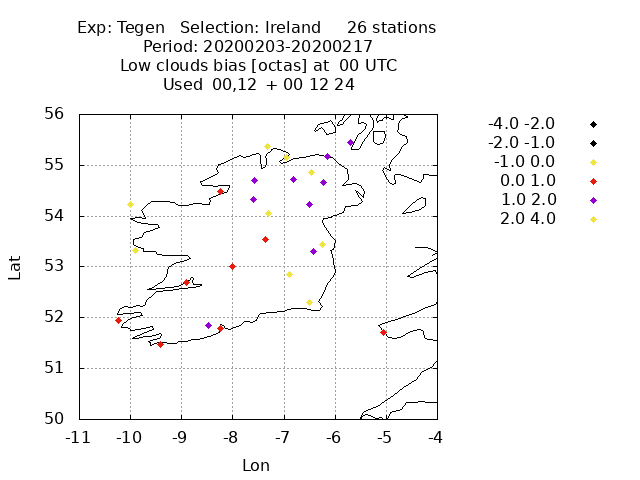 Exp: Tegen   Selection: Ireland     26 stations
Period: 20200203-20200217
Low clouds bias [octas] at  00 UTC
Used  00,12  + 00 12 24
-4.0 -2.0
-2.0 -1.0
-1.0 0.0
0.0 1.0
1.0 2.0
2.0 4.0
56
55
54
53
52
51
50
Lat
-11 -10 -9 -8 -7 -6 -5 -4
Lon